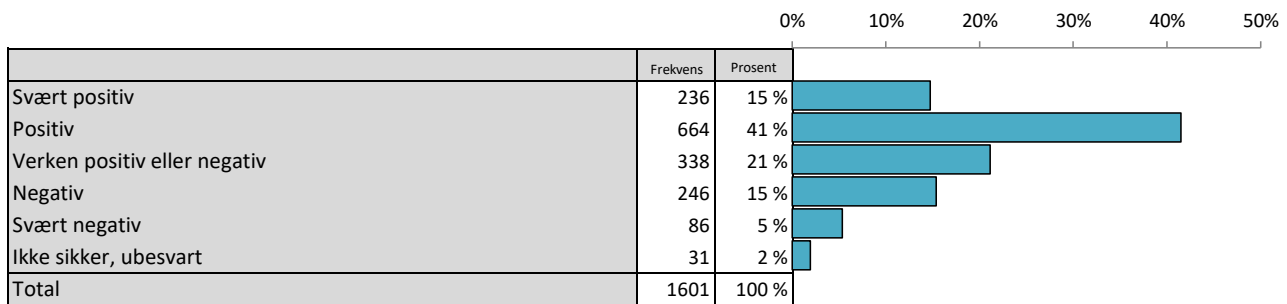 0% 10% 20% 30% 40% 50%
Frekvens Prosent
Svært positiv 236 15 %
Positiv 664 41 %
Verken positiv eller negativ 338 21 %
Negativ 246 15 %
Svært negativ 86 5 %
Ikke sikker, ubesvart 31 2 %
Total 1601 100 %